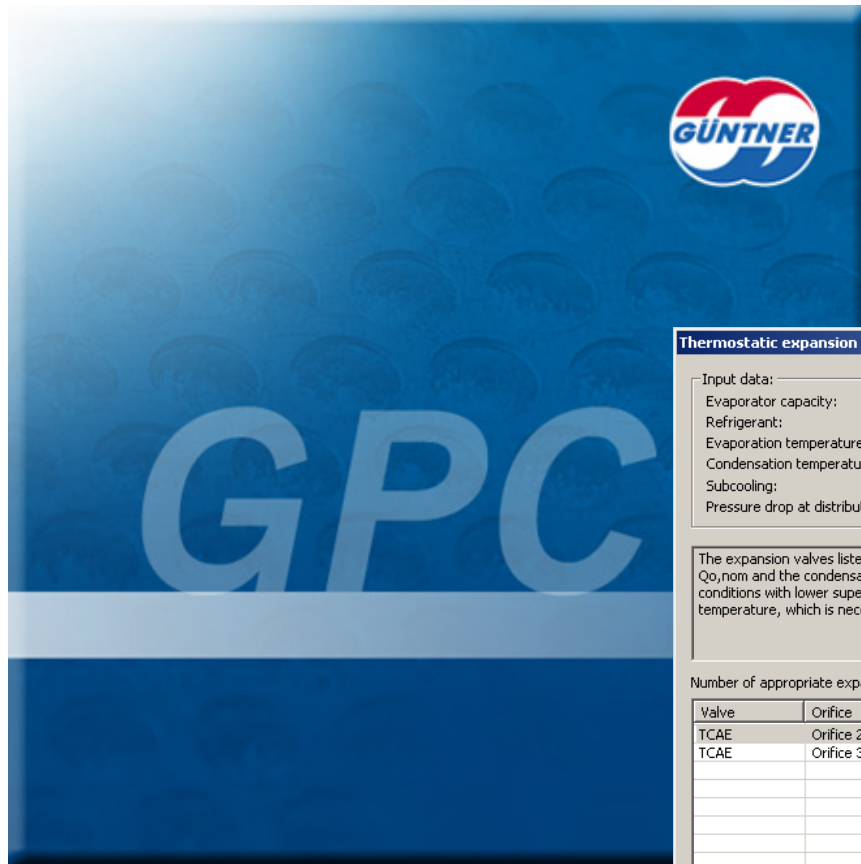 GÜNTNER
GPC
Thermostatic expansion
Input data:
Evaporator capacity:
Refrigerant:
Evaporation temperature
Condensation temperatu
Subcooling:
Pressure drop at distribu
The expansion valves liste
Qo,nom and the condensa
conditions with lower supe
temperature, which is nec
Number of appropriate exp
Valve Orifice
TCAE Orifice 2
TCAE Orifice 3